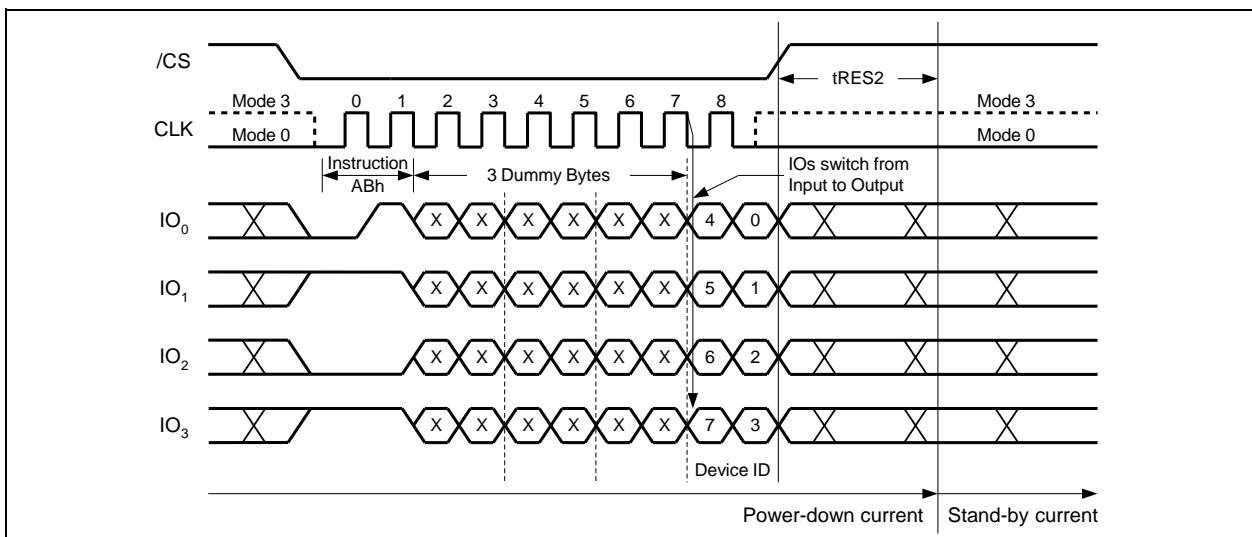 /CS
tRES2
0 1 2 3 4 5 6 7 8
Mode 3 Mode 3
CLK
Mode 0 Mode 0
Instruction
ABh
3 Dummy Bytes
IOs switch from
Input to Output
IO0 X X X X X X 4 0
IO1 X X X X X X 5 1
IO2 X X X X X X 6 2
IO3 X X X X X X 7 3
Device ID
Power-down current Stand-by current